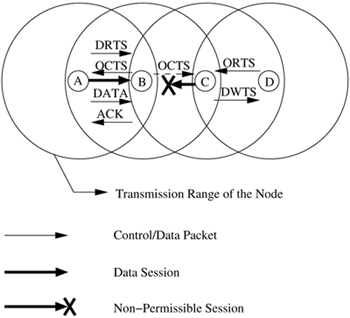 DRTS
OCTS OCTS ORTS
A B C D
DATA DWTS
ACK
Transmission Range of the Node
Control/Data Packet
Data Session
Non-Permissible Session